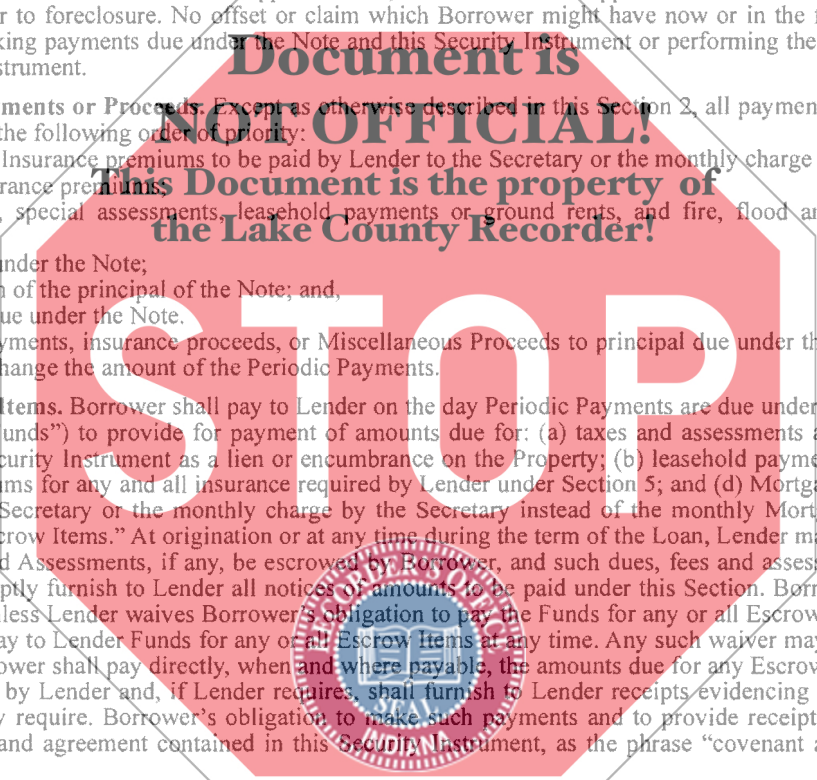 r to foreclosure. No offset or claim which Borrower might have now or in the f
king payments due under the Note and this Security Instrument or performing the
strument.
Document is
ments or Proceeds. Except as otherwise described in this Section 2, all paymen
NOT OFFICIAL!
the following order of priority:
Insurance premiums to be paid by Lender to the Secretary or the monthly charge
This Document is the property of
rance premiums;
, special assessments, leasehold payments or ground rents, and fire, flood an
the Lake County Recorder!
under the Note;
n of the principal of the Note; and,
ue under the Note.
STOP
yments, insurance proceeds, or Miscellaneous Proceeds to principal due under th
hange the amount of the Periodic Payments.
Items. Borrower shall pay to Lender on the day Periodic Payments are due under
unds”) to provide for payment of amounts due for: (a) taxes and assessments a
curity Instrument as a lien or encumbrance on the Property; (b) leasehold payme
ms for any and all insurance required by Lender under Section 5; and (d) Mortga
Secretary or the monthly charge by the Secretary instead of the monthly Mort
crow Items.” At origination or at any time during the term of the Loan, Lender ma
d Assessments, if any, be escrowed by Borrower, and such dues, fees and assess
ptly furnish to Lender all notices of amounts to be paid under this Section. Borr
less Lender waives Borrower’s obligation to pay the Funds for any or all Escrow
ay to Lender Funds for any or all Escrow Items at any time. Any such waiver may
ower shall pay directly, when and where payable, the amounts due for any Escrow
by Lender and, if Lender requires, shall furnish to Lender receipts evidencing
y require. Borrower’s obligation to make such payments and to provide receipt
and agreement contained in this Security Instrument, as the phrase “covenant a
RECORDER'S OFFICE
SEAL
INDIANA